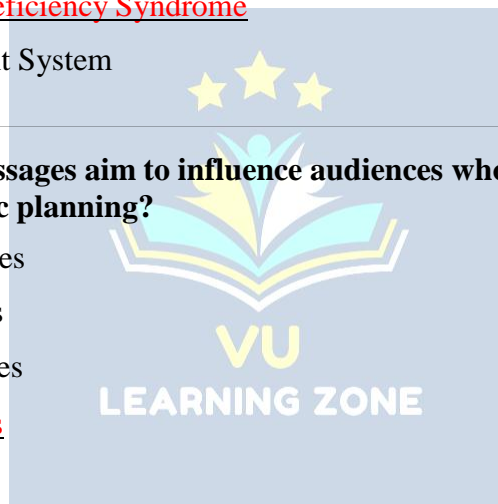 eficiency Syndrome
t System
ssages aim to influence audiences who
c planning?
es
s
es
s
VU
LEARNING ZONE